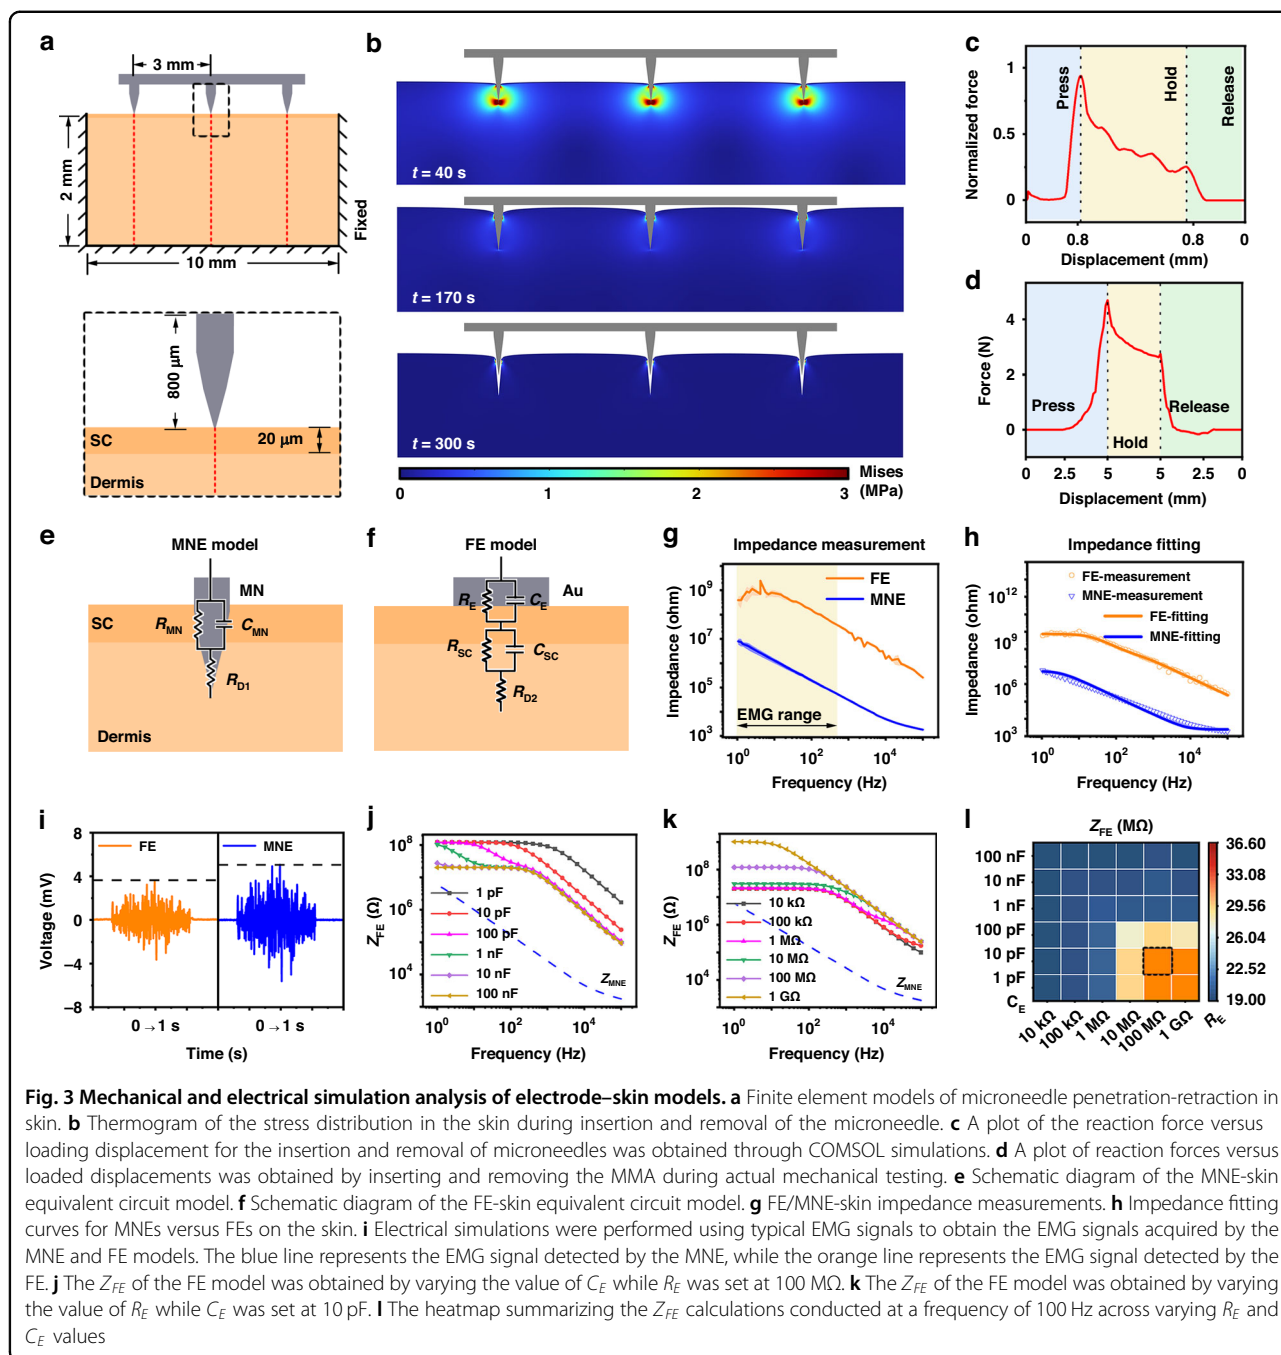 a
3 mm
2 mm
Fixed
10 mm
800 μm
SC
20 μm
Dermis
b
t = 40 s
t = 170 s
t = 300 s
0
1
2
3
Mises
(MPa)
c
Normalized force
1
0.5
0
Press
Hold
Release
0
0.8
0.8
0
Displacement (mm)
d
Force (N)
4
2
0
Press
Hold
Release
0
2.5
5
5
2.5
0
Displacement (mm)
e
MNE model
MN
SC
R_MN
C_MN
R_D1
Dermis
f
FE model
Au
R_E
C_E
R_SC
C_SC
R_D2
g
Impedance measurement
Impedance (ohm)
10^9
10^7
10^5
10^3
FE
MNE
EMG range
10^0
10^2
10^4
Frequency (Hz)
h
Impedance fitting
Impedance (ohm)
10^12
10^9
10^6
10^3
FE-measurement
MNE-measurement
FE-fitting
MNE-fitting
10^0
10^2
10^4
Frequency (Hz)
i
Voltage (mV)
8
4
0
−4
−8
FE
MNE
0→1 s
0→1 s
Time (s)
j
Z_FE (Ω)
10^8
10^6
10^4
1 pF
10 pF
100 pF
1 nF
10 nF
100 nF
Z_MNE
10^0
10^2
10^4
Frequency (Hz)
k
Z_FE (Ω)
10^8
10^6
10^4
10 kΩ
100 kΩ
1 MΩ
10 MΩ
100 MΩ
1 GΩ
Z_MNE
10^0
10^2
10^4
Frequency (Hz)
l
Z_FE (MΩ)
100 nF
10 nF
1 nF
100 pF
10 pF
1 pF
C_E
10 kΩ
100 kΩ
1 MΩ
10 MΩ
100 MΩ
1 GΩ
R_E
36.60
33.08
29.56
26.04
22.52
19.00
Fig. 3 Mechanical and electrical simulation analysis of electrode–skin models. a Finite element models of microneedle penetration-retraction in
skin. b Thermogram of the stress distribution in the skin during insertion and removal of the microneedle. c A plot of the reaction force versus
loading displacement for the insertion and removal of microneedles was obtained through COMSOL simulations. d A plot of reaction forces versus
loaded displacements was obtained by inserting and removing the MMA during actual mechanical testing. e Schematic diagram of the MNE-skin
equivalent circuit model. f Schematic diagram of the FE-skin equivalent circuit model. g FE/MNE-skin impedance measurements. h Impedance fitting
curves for MNEs versus FEs on the skin. i Electrical simulations were performed using typical EMG signals to obtain the EMG signals acquired by the
MNE and FE models. The blue line represents the EMG signal detected by the MNE, while the orange line represents the EMG signal detected by the
FE. j The Z_FE of the FE model was obtained by varying the value of C_E while R_E was set at 100 MΩ. k The Z_FE of the FE model was obtained by varying
the value of R_E while C_E was set at 10 pF. l The heatmap summarizing the Z_FE calculations conducted at a frequency of 100 Hz across varying R_E and
C_E values